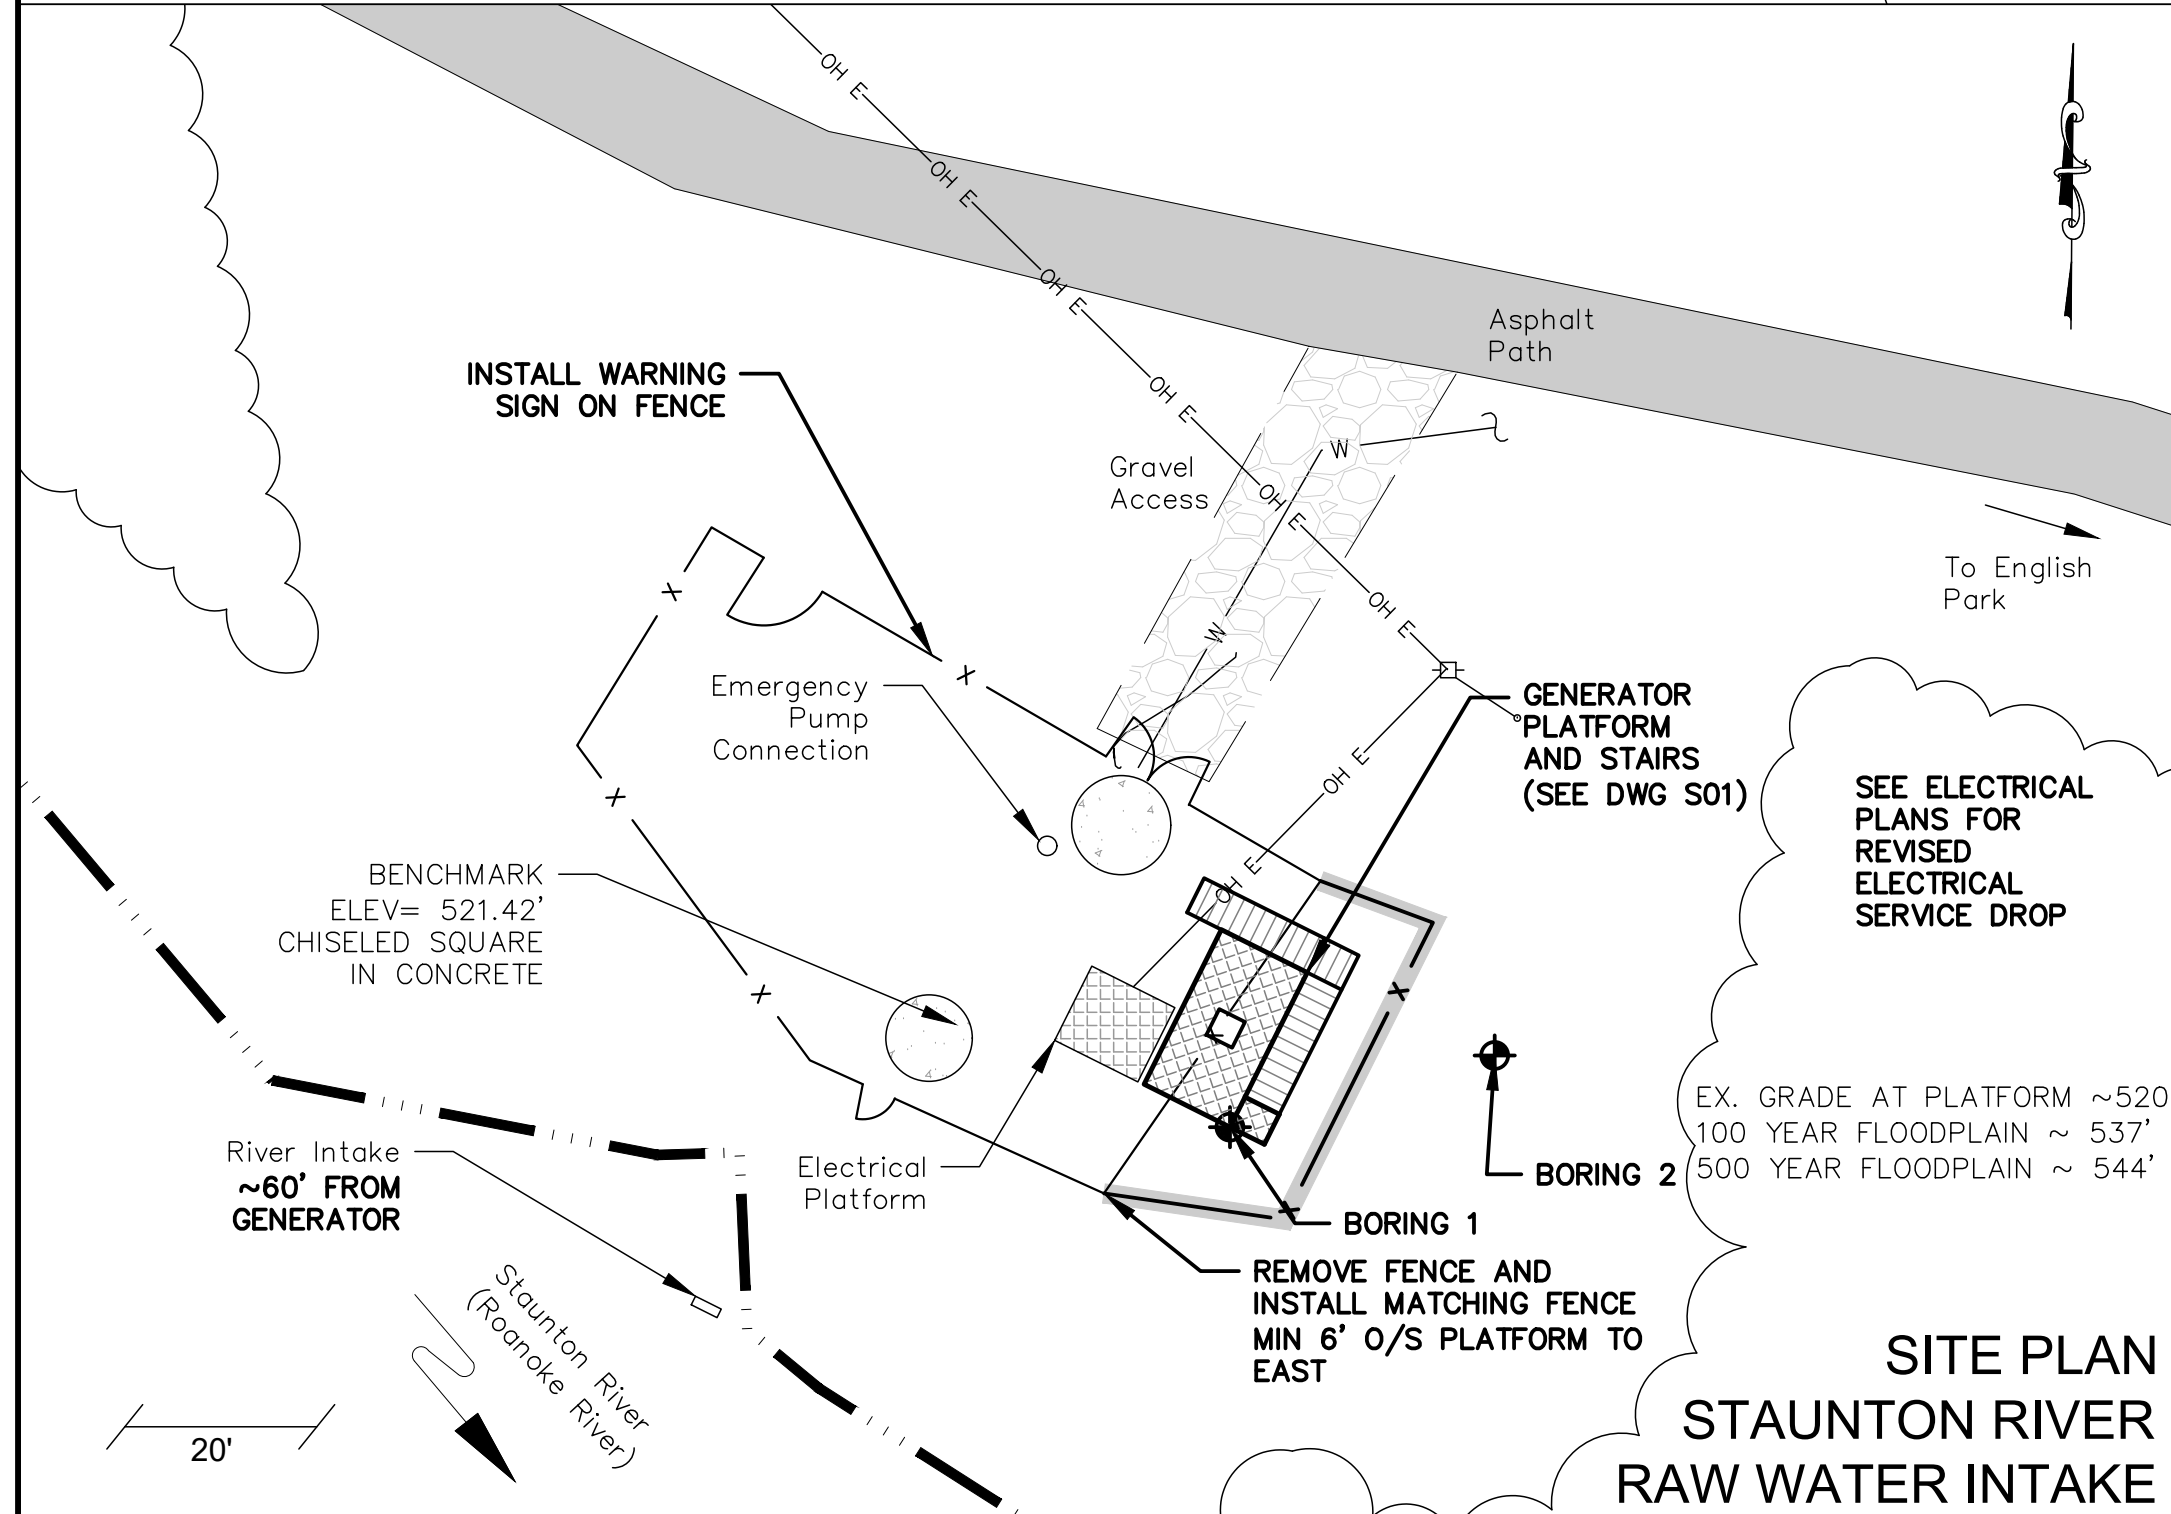 OH E
OH E
OH E
OH E
OH E
OH E
OH E
OH E
Asphalt
Path
INSTALL WARNING
SIGN ON FENCE
W
Gravel
Access
To English
Park
X
W
X
Emergency
Pump
Connection
GENERATOR
PLATFORM
AND STAIRS
(SEE DWG S01)
X
SEE ELECTRICAL
PLANS FOR
REVISED
ELECTRICAL
SERVICE DROP
BENCHMARK
ELEV= 521.42'
CHISELED SQUARE
IN CONCRETE
X
X
EX. GRADE AT PLATFORM ~520
100 YEAR FLOODPLAIN ~ 537'
500 YEAR FLOODPLAIN ~ 544'
River Intake
~60' FROM
GENERATOR
Electrical
Platform
BORING 2
X
BORING 1
REMOVE FENCE AND
INSTALL MATCHING FENCE
MIN 6' O/S PLATFORM TO
EAST
Staunton River
(Roanoke River)
20'
SITE PLAN
STAUNTON RIVER
RAW WATER INTAKE